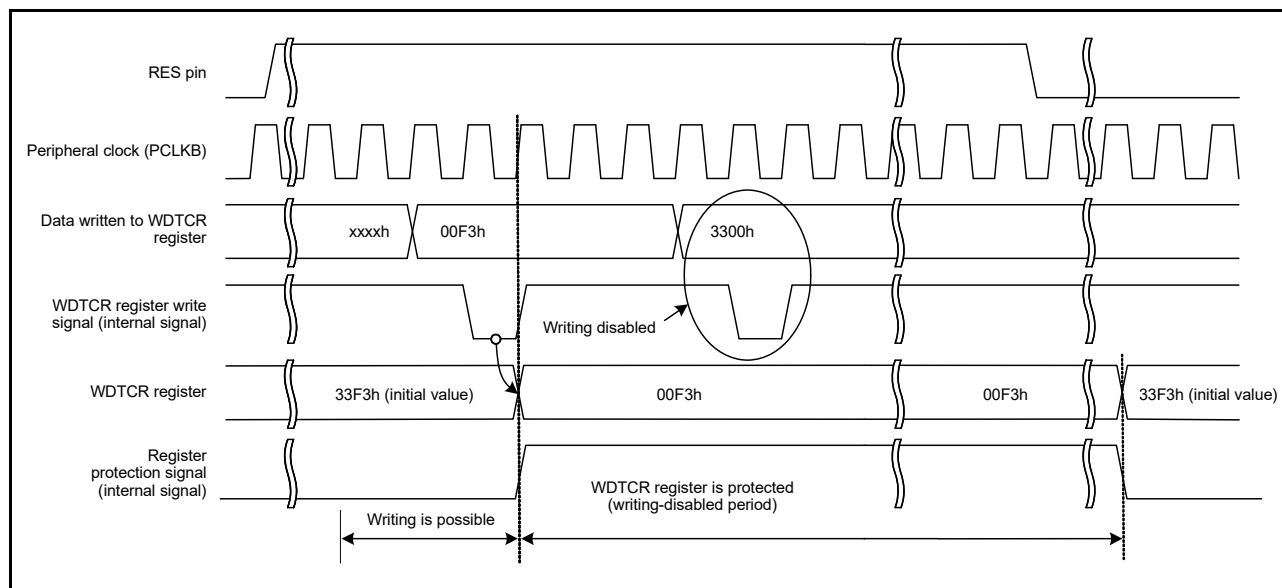 RES pin
Peripheral clock (PCLKB)
Data written to WDTCR
register
xxxxh
00F3h
3300h
WDTCR register write
signal (internal signal)
Writing disabled
WDTCR register
33F3h (initial value)
00F3h
00F3h
33F3h (initial value)
Register
protection signal
(internal signal)
WDTCR register is protected
(writing-disabled period)
Writing is possible